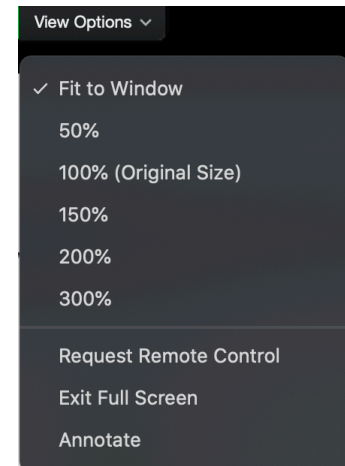 View Options
Fit to Window
50%
100% (Original Size)
150%
200%
300%
Request Remote Control
Exit Full Screen
Annotate